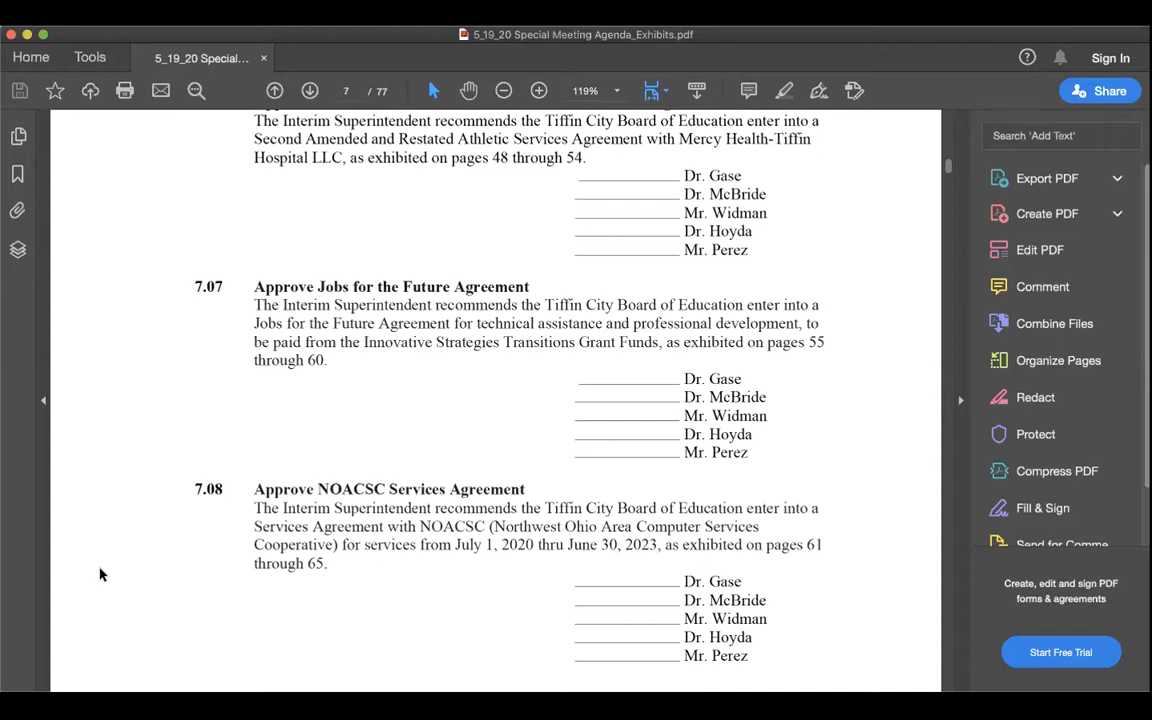 5_19_20 Special Meeting Agenda_Exhibits.pdf
Home Tools 5_19_20 Special... × Sign In
7 / 77 119% Share
The Interim Superintendent recommends the Tiffin City Board of Education enter into a
Second Amended and Restated Athletic Services Agreement with Mercy Health-Tiffin
Hospital LLC, as exhibited on pages 48 through 54.
Dr. Gase
Dr. McBride
Mr. Widman
Dr. Hoyda
Mr. Perez
7.07 Approve Jobs for the Future Agreement
The Interim Superintendent recommends the Tiffin City Board of Education enter into a
Jobs for the Future Agreement for technical assistance and professional development, to
be paid from the Innovative Strategies Transitions Grant Funds, as exhibited on pages 55
through 60.
Dr. Gase
Dr. McBride
Mr. Widman
Dr. Hoyda
Mr. Perez
7.08 Approve NOACSC Services Agreement
The Interim Superintendent recommends the Tiffin City Board of Education enter into a
Services Agreement with NOACSC (Northwest Ohio Area Computer Services
Cooperative) for services from July 1, 2020 thru June 30, 2023, as exhibited on pages 61
through 65.
Dr. Gase
Dr. McBride
Mr. Widman
Dr. Hoyda
Mr. Perez
Search 'Add Text'
Export PDF
Create PDF
Edit PDF
Comment
Combine Files
Organize Pages
Redact
Protect
Compress PDF
Fill & Sign
Send for Comme
Create, edit and sign PDF
forms & agreements
Start Free Trial